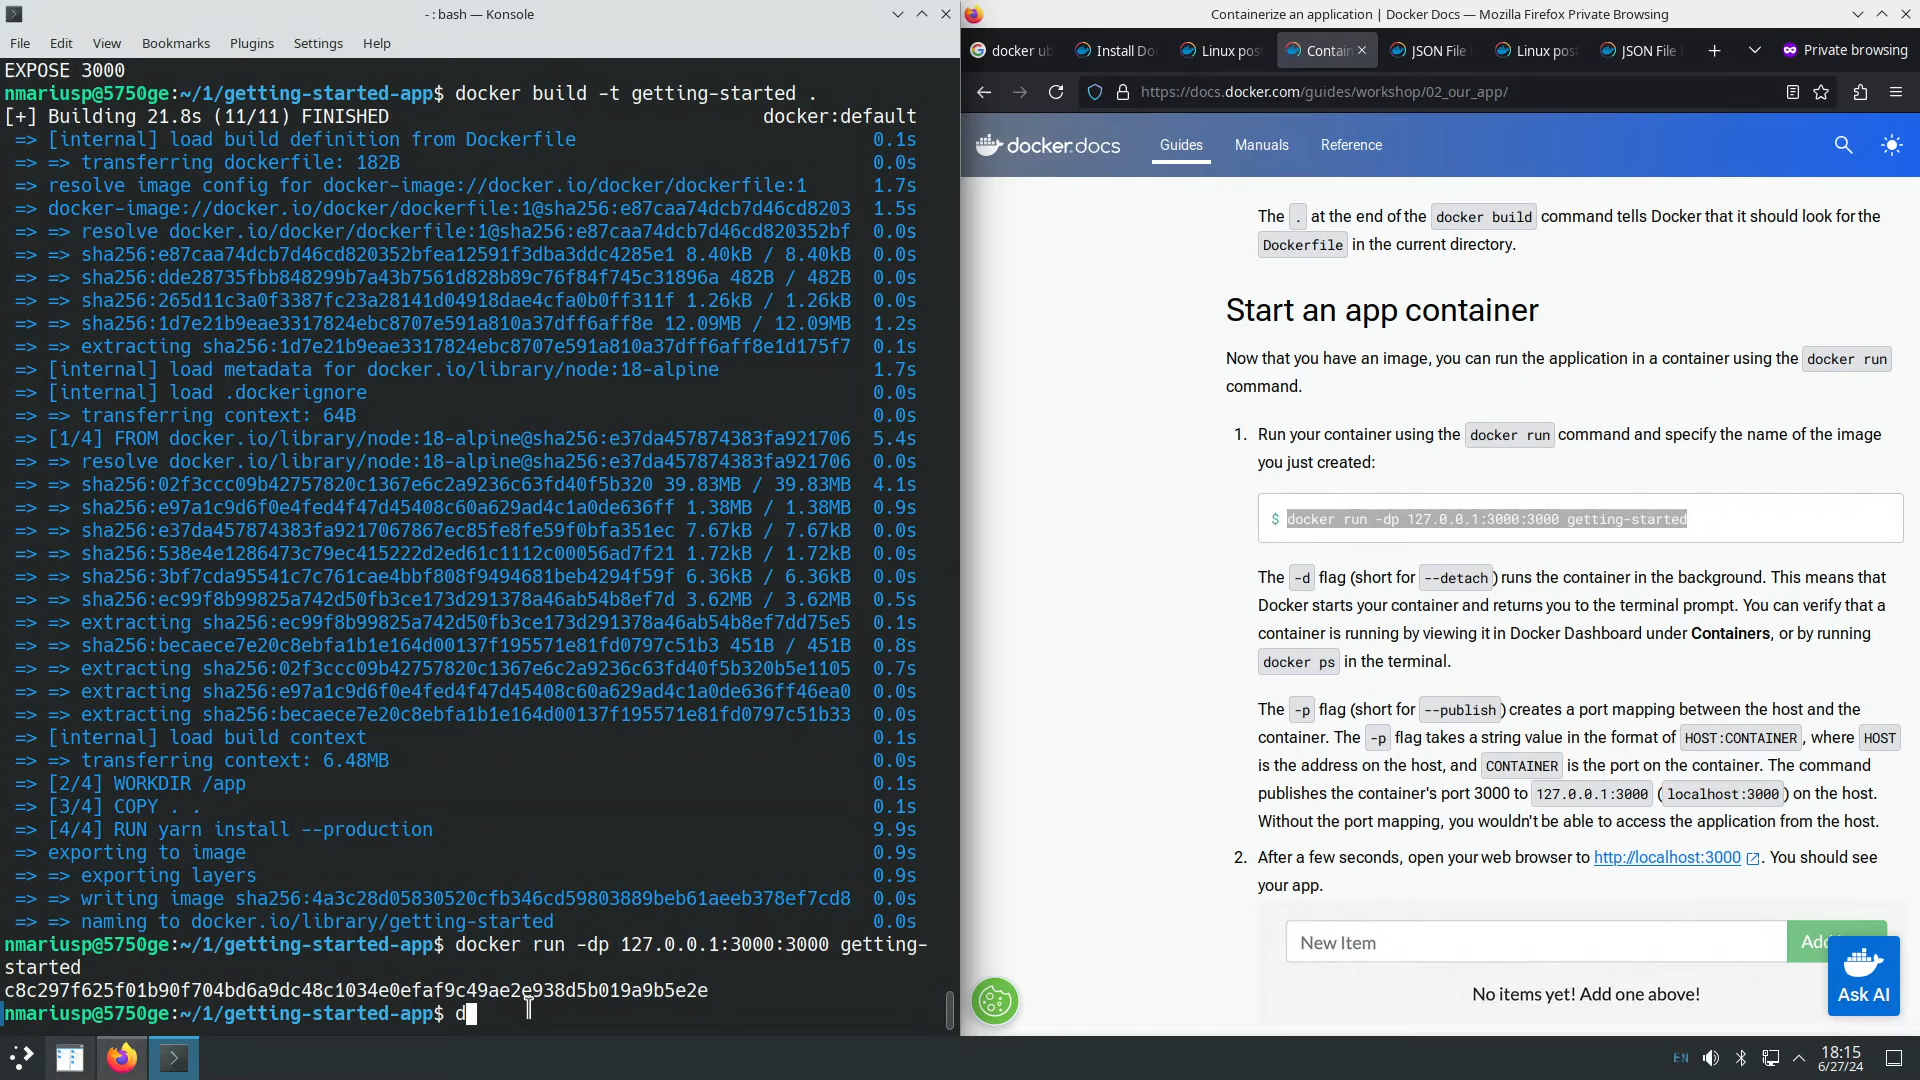 - : bash — Konsole
File Edit View Bookmarks Plugins Settings Help
EXPOSE 3000
nmariusp@5750ge:~/1/getting-started-app$ docker build -t getting-started .
[+] Building 21.8s (11/11) FINISHED docker:default
=> [internal] load build definition from Dockerfile 0.1s
=> => transferring dockerfile: 182B 0.0s
=> resolve image config for docker-image://docker.io/docker/dockerfile:1 1.7s
=> docker-image://docker.io/docker/dockerfile:1@sha256:e87caa74dcb7d46cd8203 1.5s
=> => resolve docker.io/docker/dockerfile:1@sha256:e87caa74dcb7d46cd820352bf 0.0s
=> => sha256:e87caa74dcb7d46cd820352bfea12591f3dba3ddc4285e1 8.40kB / 8.40kB 0.0s
=> => sha256:dde28735fbb848299b7a43b7561d828b89c76f84f745c31896a 482B / 482B 0.0s
=> => sha256:265d11c3a0f3387fc23a28141d04918dae4cfa0b0ff311f 1.26kB / 1.26kB 0.0s
=> => sha256:1d7e21b9eae3317824ebc8707e591a810a37dff6aff8e 12.09MB / 12.09MB 1.2s
=> => extracting sha256:1d7e21b9eae3317824ebc8707e591a810a37dff6aff8e1d175f7 0.1s
=> [internal] load metadata for docker.io/library/node:18-alpine 1.7s
=> [internal] load .dockerignore 0.0s
=> => transferring context: 64B 0.0s
=> [1/4] FROM docker.io/library/node:18-alpine@sha256:e37da457874383fa921706 5.4s
=> => resolve docker.io/library/node:18-alpine@sha256:e37da457874383fa921706 0.0s
=> => sha256:02f3ccc09b42757820c1367e6c2a9236c63fd40f5b320 39.83MB / 39.83MB 4.1s
=> => sha256:e97a1c9d6f0e4fed4f47d45408c60a629ad4c1a0de636ff 1.38MB / 1.38MB 0.9s
=> => sha256:e37da457874383fa9217067867ec85fe8fe59f0bfa351ec 7.67kB / 7.67kB 0.0s
=> => sha256:538e4e1286473c79ec415222d2ed61c1112c00056ad7f21 1.72kB / 1.72kB 0.0s
=> => sha256:3bf7cda95541c7c761cae4bbf808f9494681beb4294f59f 6.36kB / 6.36kB 0.0s
=> => sha256:ec99f8b99825a742d50fb3ce173d291378a46ab54b8ef7d 3.62MB / 3.62MB 0.5s
=> => extracting sha256:ec99f8b99825a742d50fb3ce173d291378a46ab54b8ef7dd75e5 0.1s
=> => sha256:becaece7e20c8ebfa1b1e164d00137f195571e81fd0797c51b3 451B / 451B 0.8s
=> => extracting sha256:02f3ccc09b42757820c1367e6c2a9236c63fd40f5b320b5e1105 0.7s
=> => extracting sha256:e97a1c9d6f0e4fed4f47d45408c60a629ad4c1a0de636ff46ea0 0.0s
=> => extracting sha256:becaece7e20c8ebfa1b1e164d00137f195571e81fd0797c51b33 0.0s
=> [internal] load build context 0.1s
=> => transferring context: 6.48MB 0.0s
=> [2/4] WORKDIR /app 0.1s
=> [3/4] COPY . . 0.1s
=> [4/4] RUN yarn install --production 9.9s
=> exporting to image 0.9s
=> => exporting layers 0.9s
=> => writing image sha256:4a3c28d05830520cfb346cd59803889beb61aeeb378ef7cd8 0.0s
=> => naming to docker.io/library/getting-started 0.0s
nmariusp@5750ge:~/1/getting-started-app$ docker run -dp 127.0.0.1:3000:3000 getting-
started
c8c297f625f01b90f704bd6a9dc48c1034e0efaf9c49ae2e938d5b019a9b5e2e
nmariusp@5750ge:~/1/getting-started-app$ d
Containerize an application | Docker Docs — Mozilla Firefox Private Browsing
docker ub Install Do Linux pos Contain JSON File Linux pos JSON File Private browsing
https://docs.docker.com/guides/workshop/02_our_app/
docker.docs Guides Manuals Reference
The . at the end of the docker build command tells Docker that it should look for the
Dockerfile in the current directory.
Start an app container
Now that you have an image, you can run the application in a container using the docker run
command.
1. Run your container using the docker run command and specify the name of the image
you just created:
$ docker run -dp 127.0.0.1:3000:3000 getting-started
The -d flag (short for --detach) runs the container in the background. This means that
Docker starts your container and returns you to the terminal prompt. You can verify that a
container is running by viewing it in Docker Dashboard under Containers, or by running
docker ps in the terminal.
The -p flag (short for --publish) creates a port mapping between the host and the
container. The -p flag takes a string value in the format of HOST:CONTAINER, where HOST
is the address on the host, and CONTAINER is the port on the container. The command
publishes the container's port 3000 to 127.0.0.1:3000 (localhost:3000) on the host.
Without the port mapping, you wouldn't be able to access the application from the host.
2. After a few seconds, open your web browser to http://localhost:3000. You should see
your app.
New Item Add
No items yet! Add one above!
Ask AI
EN 18:15
6/27/24